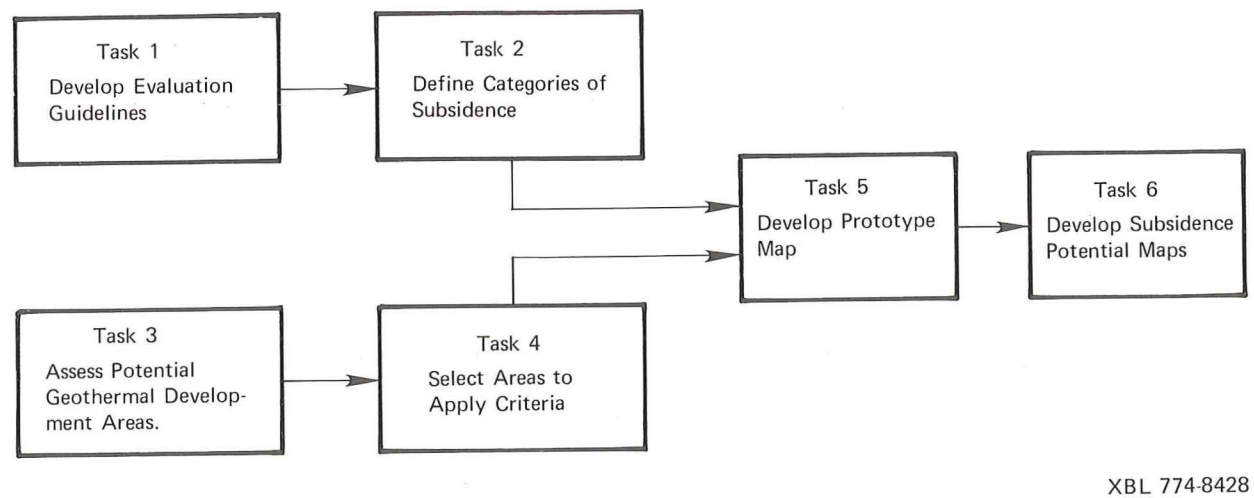 Task 1
Develop Evaluation
Guidelines
Task 2
Define Categories of
Subsidence
Task 3
Assess Potential
Geothermal Develop-
ment Areas.
Task 4
Select Areas to
Apply Criteria
Task 5
Develop Prototype
Map
Task 6
Develop Subsidence
Potential Maps
XBL 774-8428